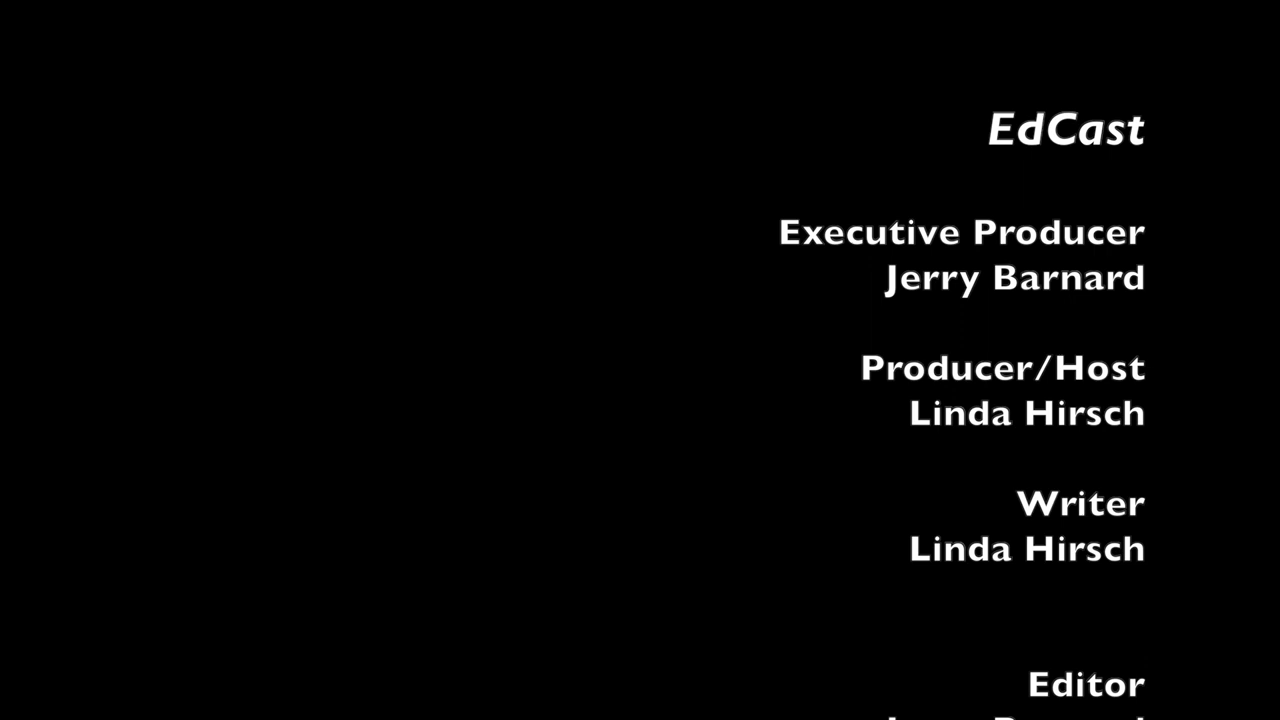 EdCast
Executive Producer
Jerry Barnard
Producer/Host
Linda Hirsch
Writer
Linda Hirsch
Editor